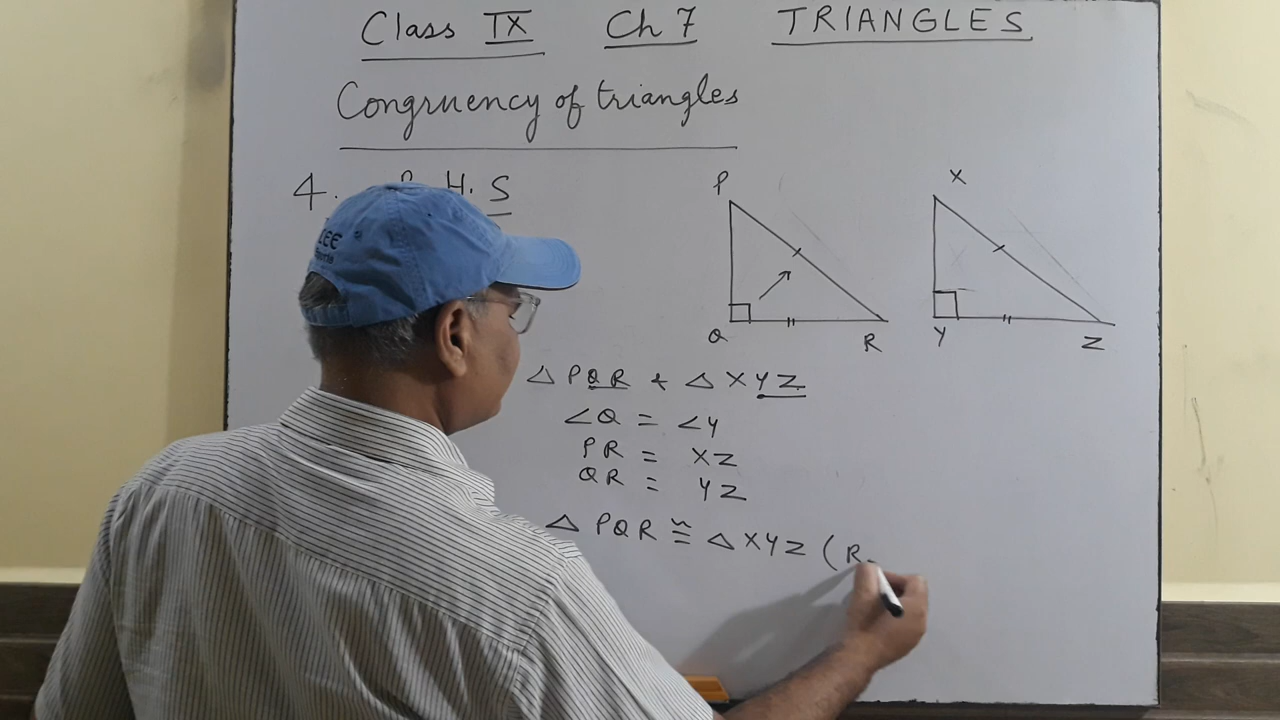 Class IX Ch 7 TRIANGLES
Congruency of triangles
4. R. H. S
P
X
Q
R
Y
Z
△ PQR & △ XYZ
∠Q = ∠Y
PR = XZ
QR = YZ
△ PQR ≅ △ XYZ (R.